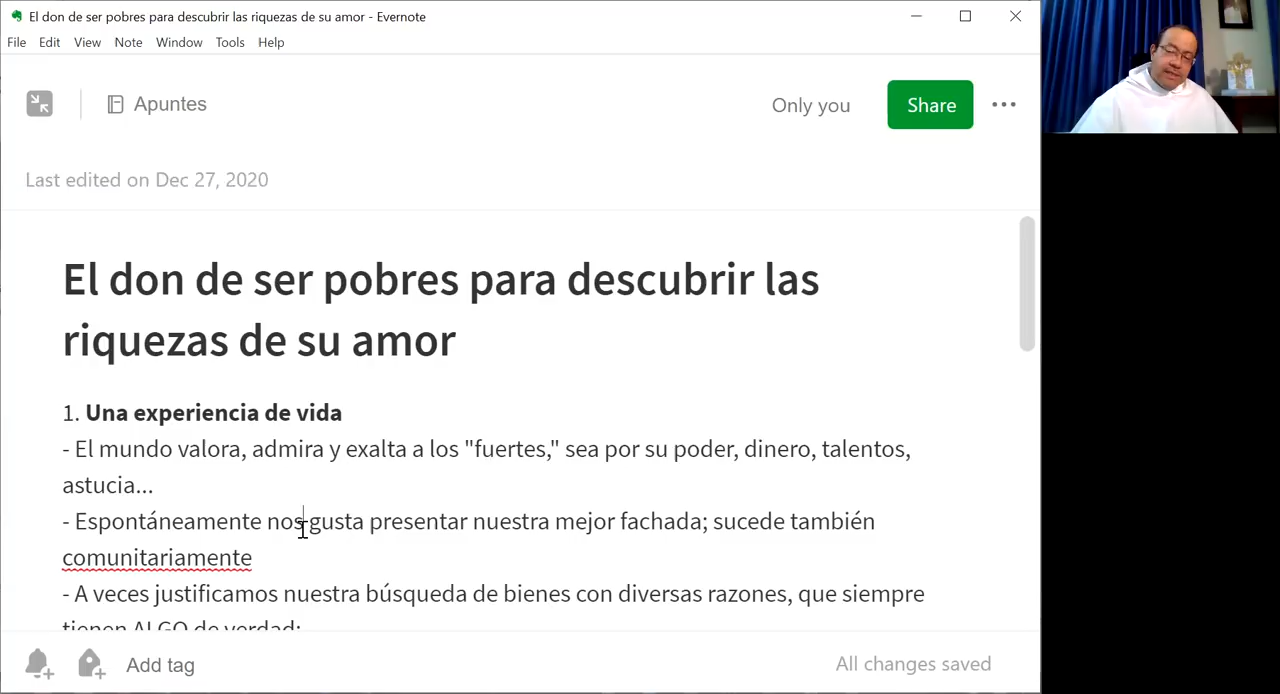 El don de ser pobres para descubrir las riquezas de su amor - Evernote
File Edit View Note Window Tools Help
Apuntes
Only you
Share
Last edited on Dec 27, 2020
El don de ser pobres para descubrir las
riquezas de su amor
1. Una experiencia de vida
- El mundo valora, admira y exalta a los "fuertes," sea por su poder, dinero, talentos,
astucia...
- Espontáneamente nos gusta presentar nuestra mejor fachada; sucede también
comunitariamente
- A veces justificamos nuestra búsqueda de bienes con diversas razones, que siempre
tienen ALGO de verdad:
Add tag
All changes saved